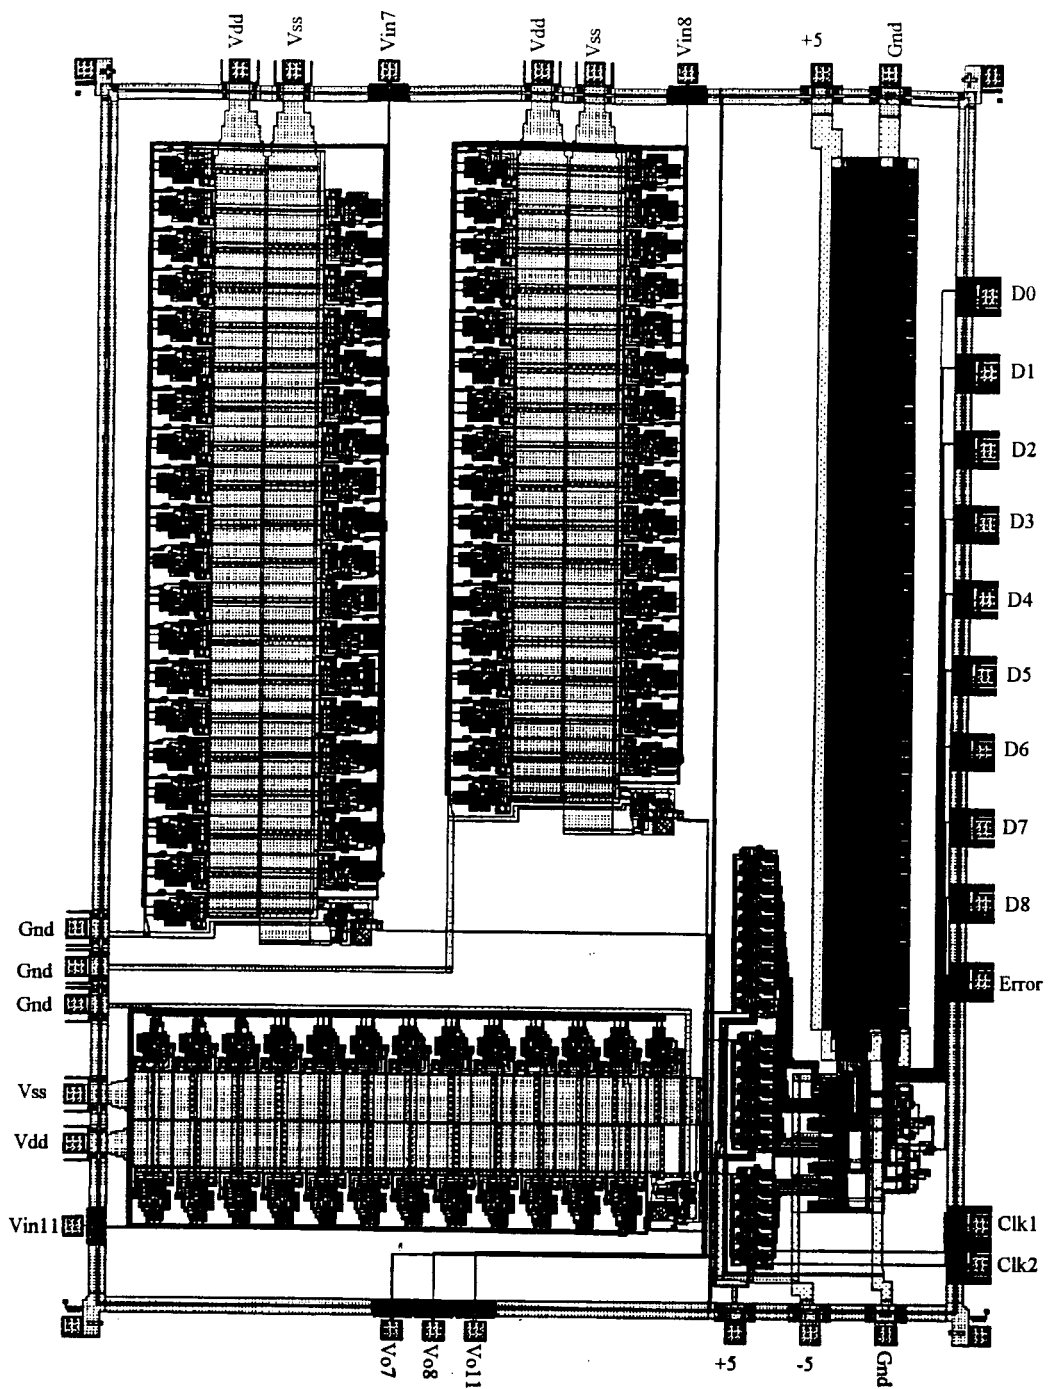 Vdd
Vss
Vin7
Vdd
Vss
Vin8
+5
Gnd
D0
D1
D2
D3
D4
D5
D6
D7
D8
Gnd
Gnd
Error
Gnd
Vss
Vdd
Vin11
Clk1
Clk2
Vo7
Vo8
Vo11
+5
-5
Gnd